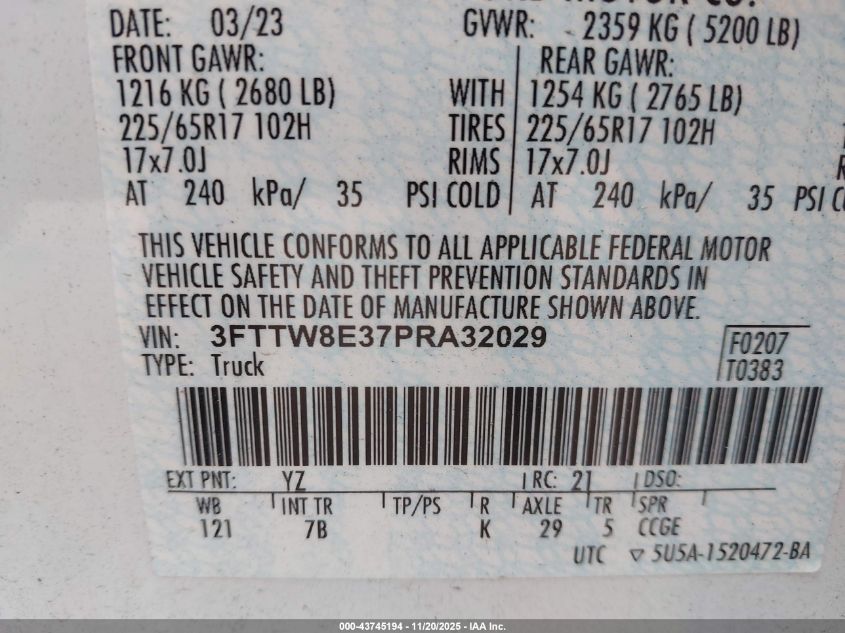 MOTOR CO.
DATE: 03/23 GVWR: 2359 KG ( 5200 LB)
FRONT GAWR: REAR GAWR:
1216 KG ( 2680 LB) WITH 1254 KG ( 2765 LB)
225/65R17 102H TIRES 225/65R17 102H
17x7.0J RIMS 17x7.0J
AT 240 kPa/ 35 PSI COLD AT 240 kPa/ 35 PSI
THIS VEHICLE CONFORMS TO ALL APPLICABLE FEDERAL MOTOR
VEHICLE SAFETY AND THEFT PREVENTION STANDARDS IN
EFFECT ON THE DATE OF MANUFACTURE SHOWN ABOVE.
VIN: 3FTTW8E37PRA32029
F0207
TYPE: Truck T0383
EXT PNT: YZ RC: 21 DSO:
WB INT TR TP/PS R AXLE TR SPR
121 7B K 29 5 CCGE
UTC ▽ 5U5A-1520472-BA
000-43745194 - 11/20/2025 - IAA Inc.